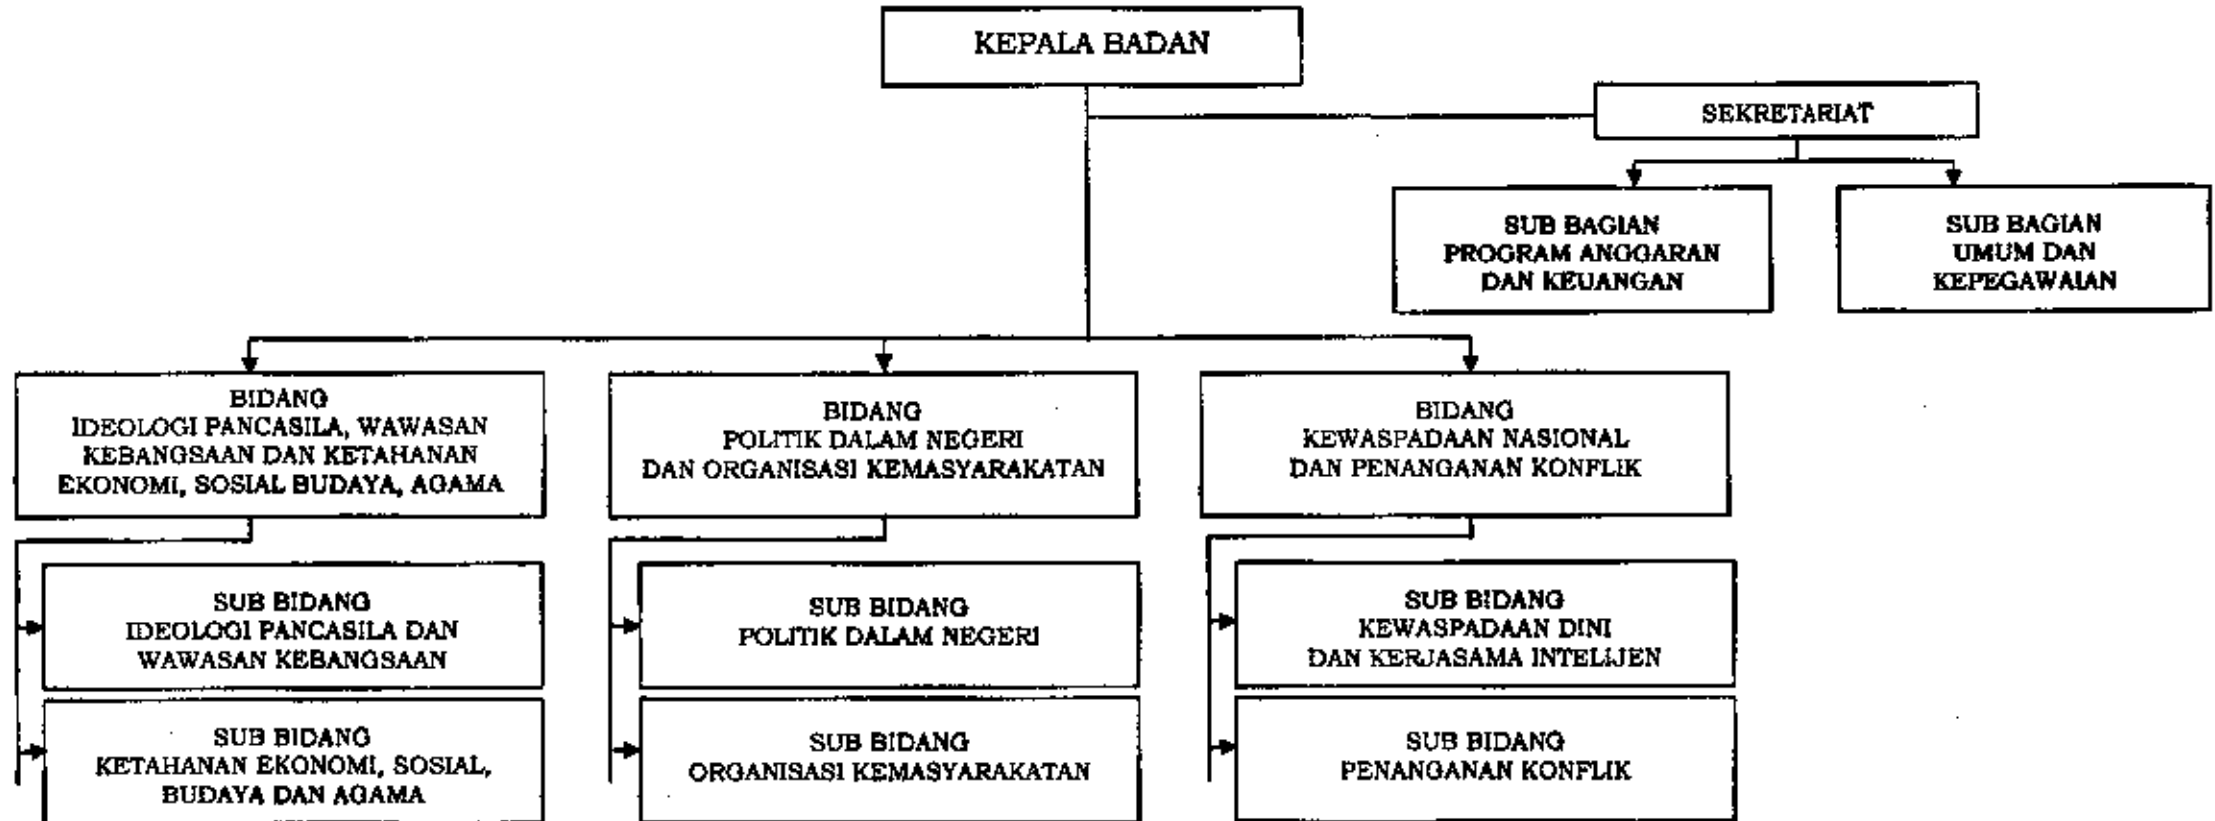 KEPALA BADAN
SEKRETARIAT
SUB BAGIAN
PROGRAM ANGGARAN
DAN KEUANGAN
SUB BAGIAN
UMUM DAN
KEPEGAWAIAN
BIDANG
IDEOLOGI PANCASILA, WAWASAN
KEBANGSAAN DAN KETAHANAN
EKONOMI, SOSIAL BUDAYA, AGAMA
BIDANG
POLITIK DALAM NEGERI
DAN ORGANISASI KEMASYARAKATAN
BIDANG
KEWASPADAAN NASIONAL
DAN PENANGANAN KONFLIK
SUB BIDANG
IDEOLOGI PANCASILA DAN
WAWASAN KEBANGSAAN
SUB BIDANG
POLITIK DALAM NEGERI
SUB BIDANG
KEWASPADAAN DINI
DAN KERJASAMA INTELIJEN
SUB BIDANG
KETAHANAN EKONOMI, SOSIAL,
BUDAYA DAN AGAMA
SUB BIDANG
ORGANISASI KEMASYARAKATAN
SUB BIDANG
PENANGANAN KONFLIK